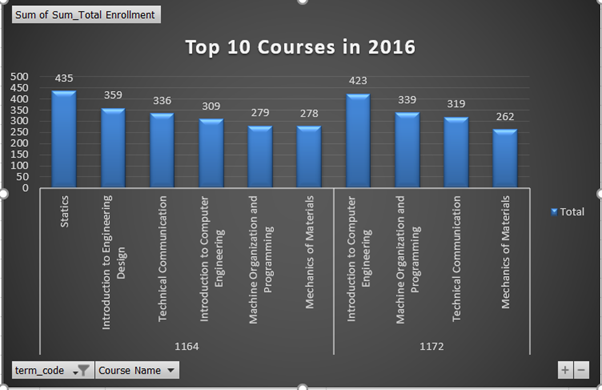 Sum of Sum_Total Enrollment
Top 10 Courses in 2016
500
450
400
350
300
250
200
150
100
50
0
435
359
336
309
279
278
423
339
319
262
Statics
Introduction to Engineering
Design
Technical Communication
Introduction to Computer
Engineering
Machine Organization and
Programming
Mechanics of Materials
Introduction to Computer
Engineering
Machine Organization and
Programming
Technical Communication
Mechanics of Materials
1164
1172
Total
term_code
Course Name
+ −